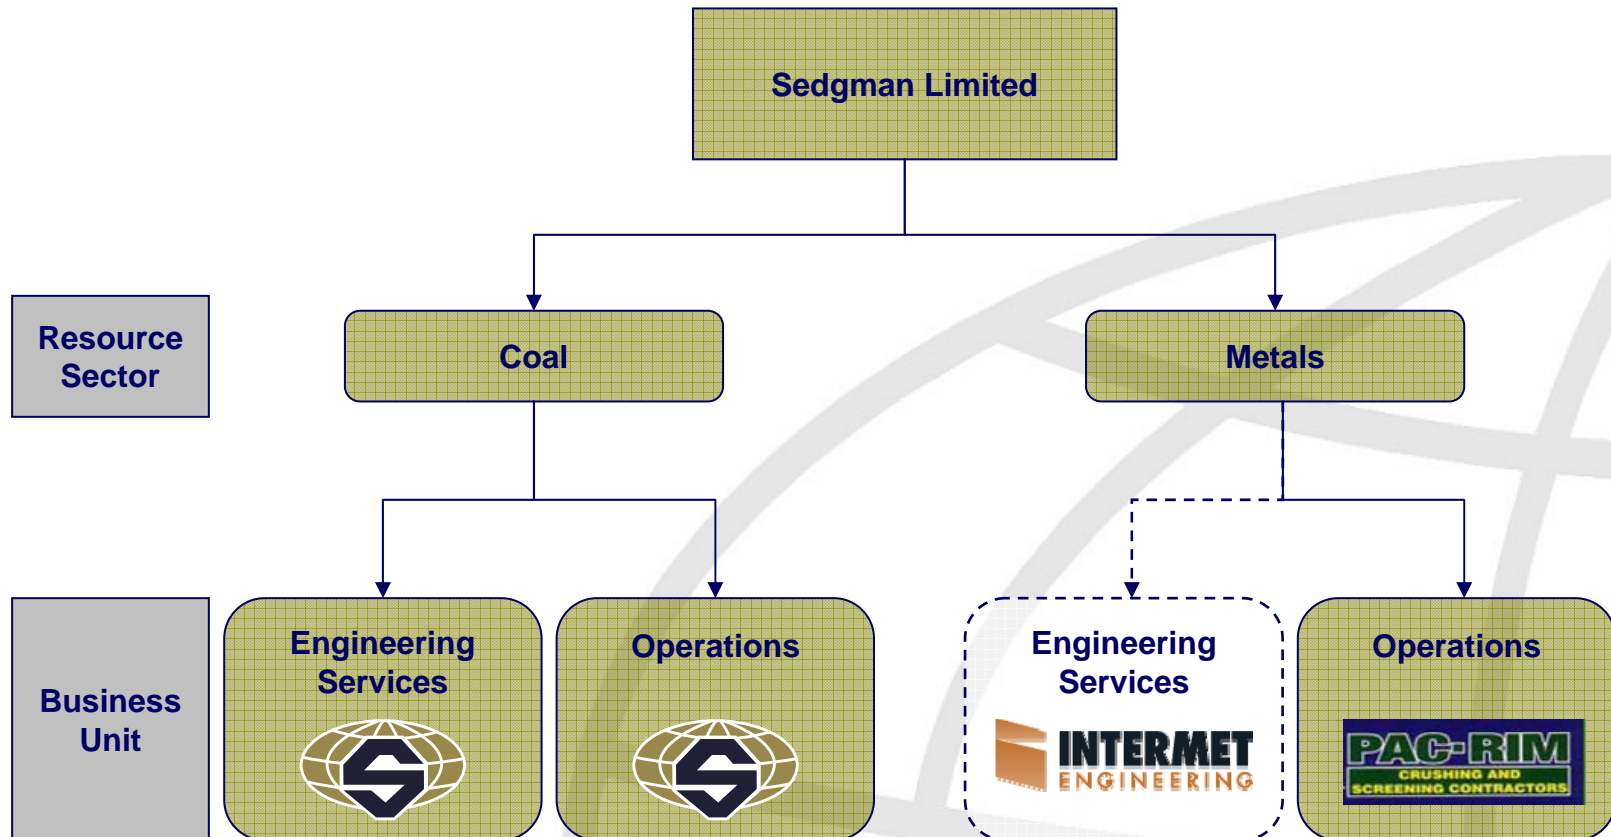 Sedgman Limited
Resource
Sector
Coal
Metals
Business
Unit
Engineering
Services
Operations
Engineering
Services
INTERMET
ENGINEERING
Operations
PAC-RIM
CRUSHING AND
SCREENING CONTRACTORS